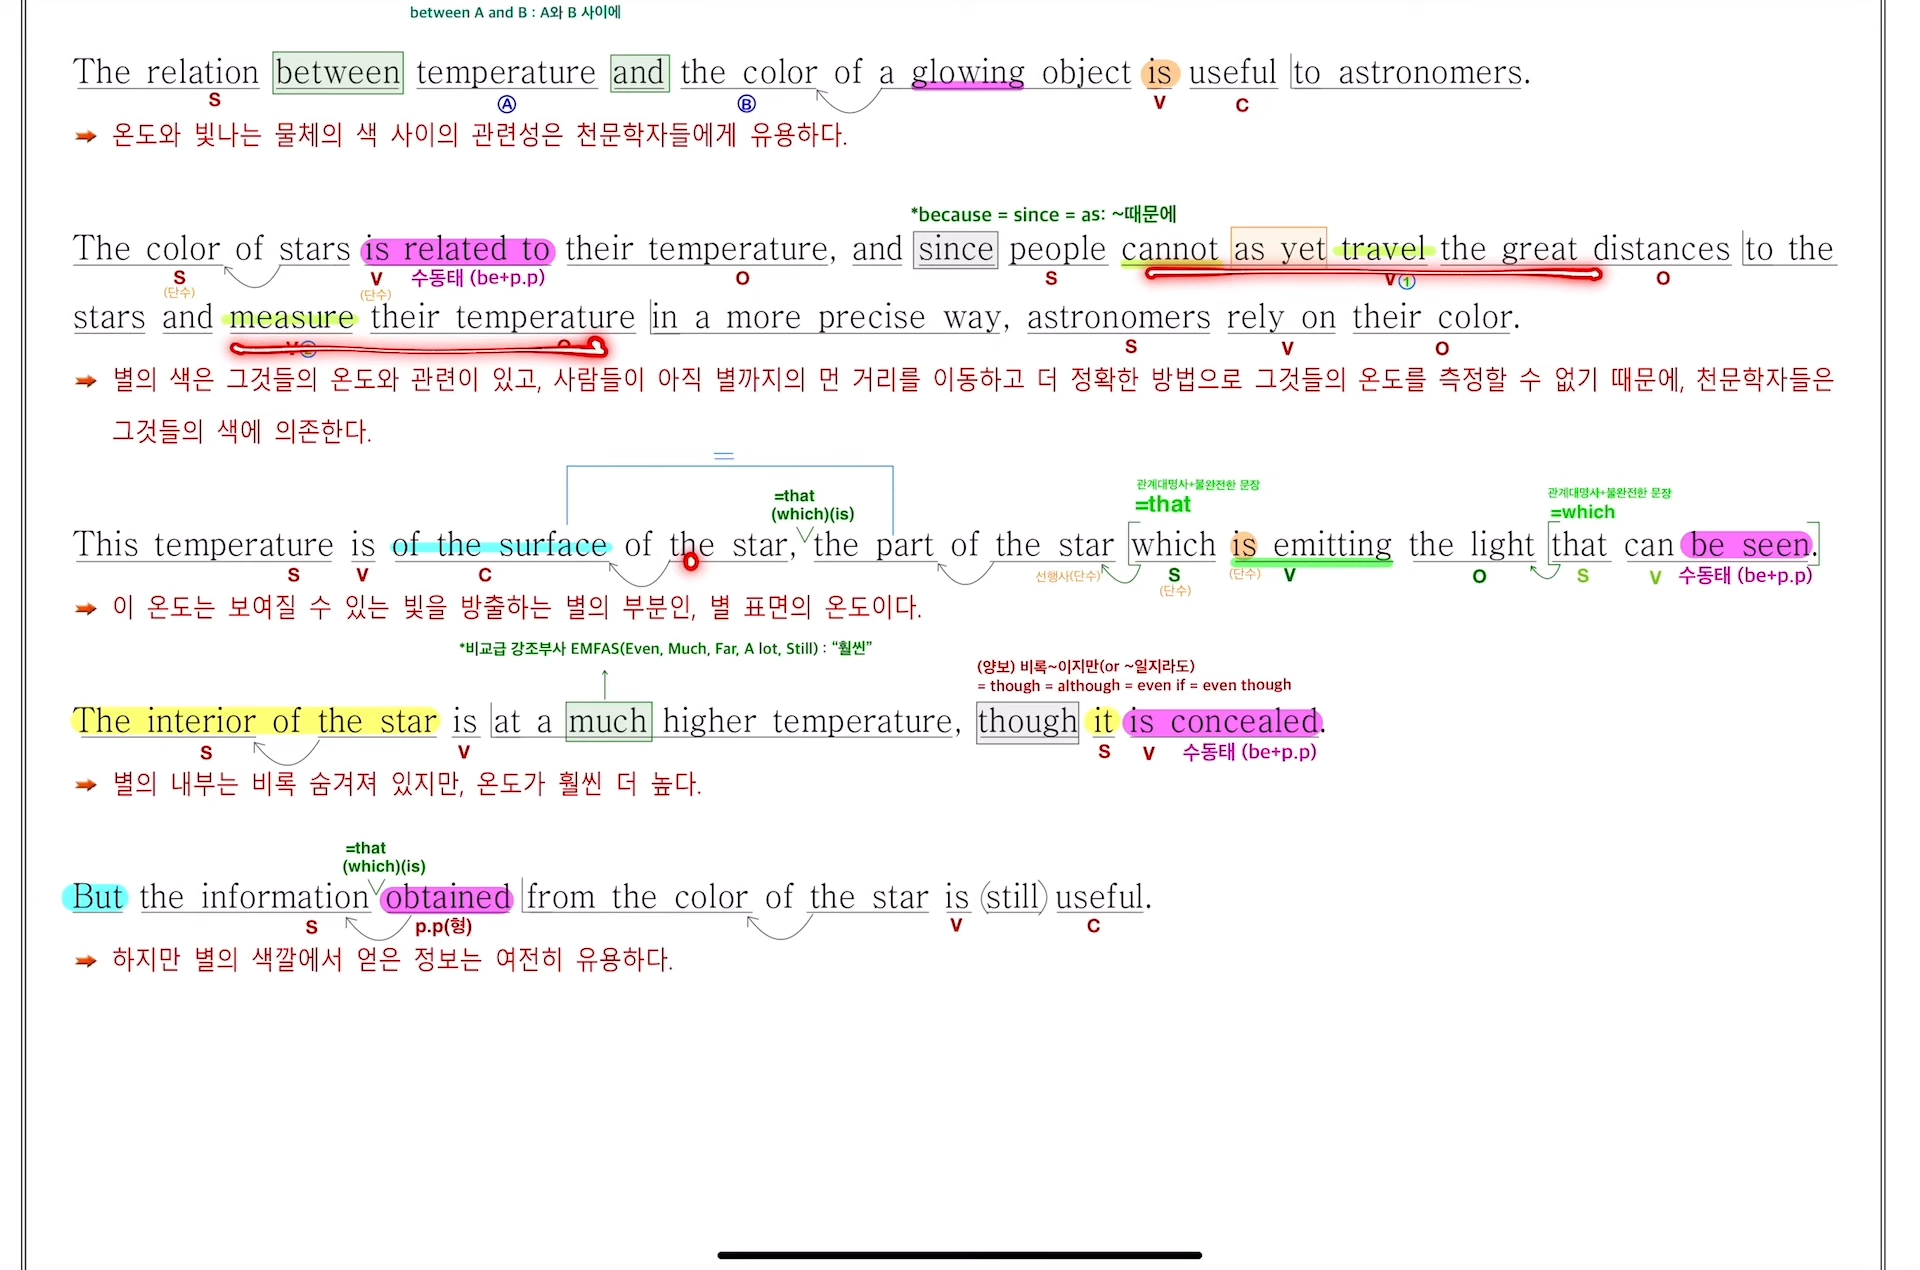 between A and B : A와 B 사이에
The relation between temperature and the color of a glowing object is useful to astronomers.
S Ⓐ Ⓑ V C
➡ 온도와 빛나는 물체의 색 사이의 관련성은 천문학자들에게 유용하다.
*because = since = as: ~때문에
The color of stars is related to their temperature, and since people cannot as yet travel the great distances to the
S V 수동태 (be+p.p) O S V① O
(단수) (단수)
stars and measure their temperature in a more precise way, astronomers rely on their color.
S V O
➡ 별의 색은 그것들의 온도와 관련이 있고, 사람들이 아직 별까지의 먼 거리를 이동하고 더 정확한 방법으로 그것들의 온도를 측정할 수 없기 때문에, 천문학자들은
그것들의 색에 의존한다.
=
관계대명사+불완전한 문장 관계대명사+불완전한 문장
=that =that =which
(which)(is)
This temperature is of the surface of the star, the part of the star which is emitting the light that can be seen.
S V C 선행사(단수) S (단수) V O S V 수동태 (be+p.p)
(단수)
➡ 이 온도는 보여질 수 있는 빛을 방출하는 별의 부분인, 별 표면의 온도이다.
*비교급 강조부사 EMFAS(Even, Much, Far, A lot, Still) : “훨씬”
(양보) 비록~이지만(or ~일지라도)
= though = although = even if = even though
The interior of the star is at a much higher temperature, though it is concealed.
S V S V 수동태 (be+p.p)
➡ 별의 내부는 비록 숨겨져 있지만, 온도가 훨씬 더 높다.
=that
(which)(is)
But the information obtained from the color of the star is (still) useful.
S p.p(형) V C
➡ 하지만 별의 색깔에서 얻은 정보는 여전히 유용하다.